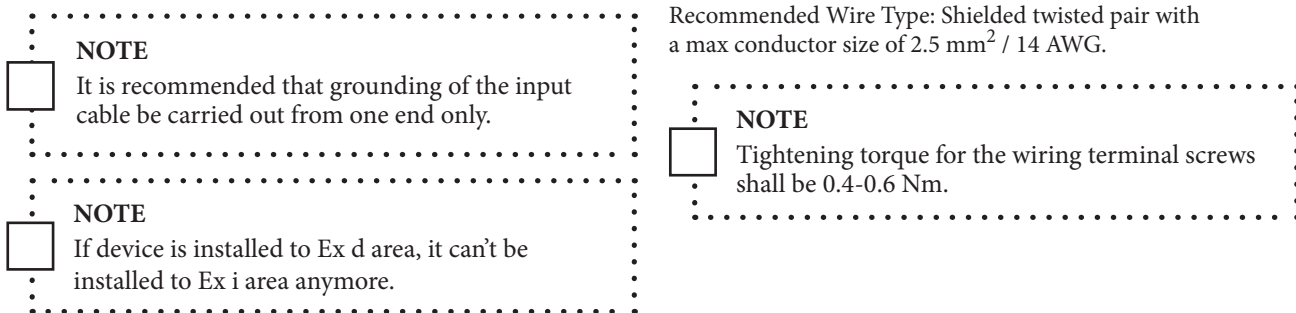 NOTE
It is recommended that grounding of the input
cable be carried out from one end only.
NOTE
If device is installed to Ex d area, it can't be
installed to Ex i area anymore.
Recommended Wire Type: Shielded twisted pair with
a max conductor size of 2.5 mm² / 14 AWG.
NOTE
Tightening torque for the wiring terminal screws
shall be 0.4-0.6 Nm.